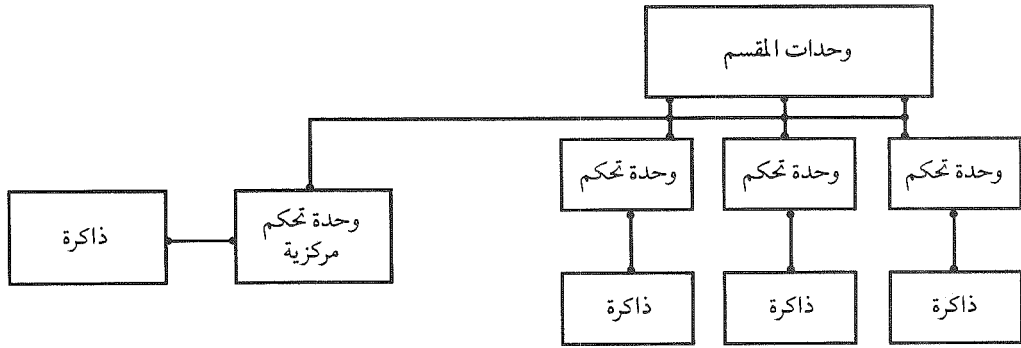 وحدات المقسم
وحدة تحكم
وحدة تحكم
وحدة تحكم
وحدة تحكم
مركزية
ذاكرة
ذاكرة
ذاكرة
ذاكرة